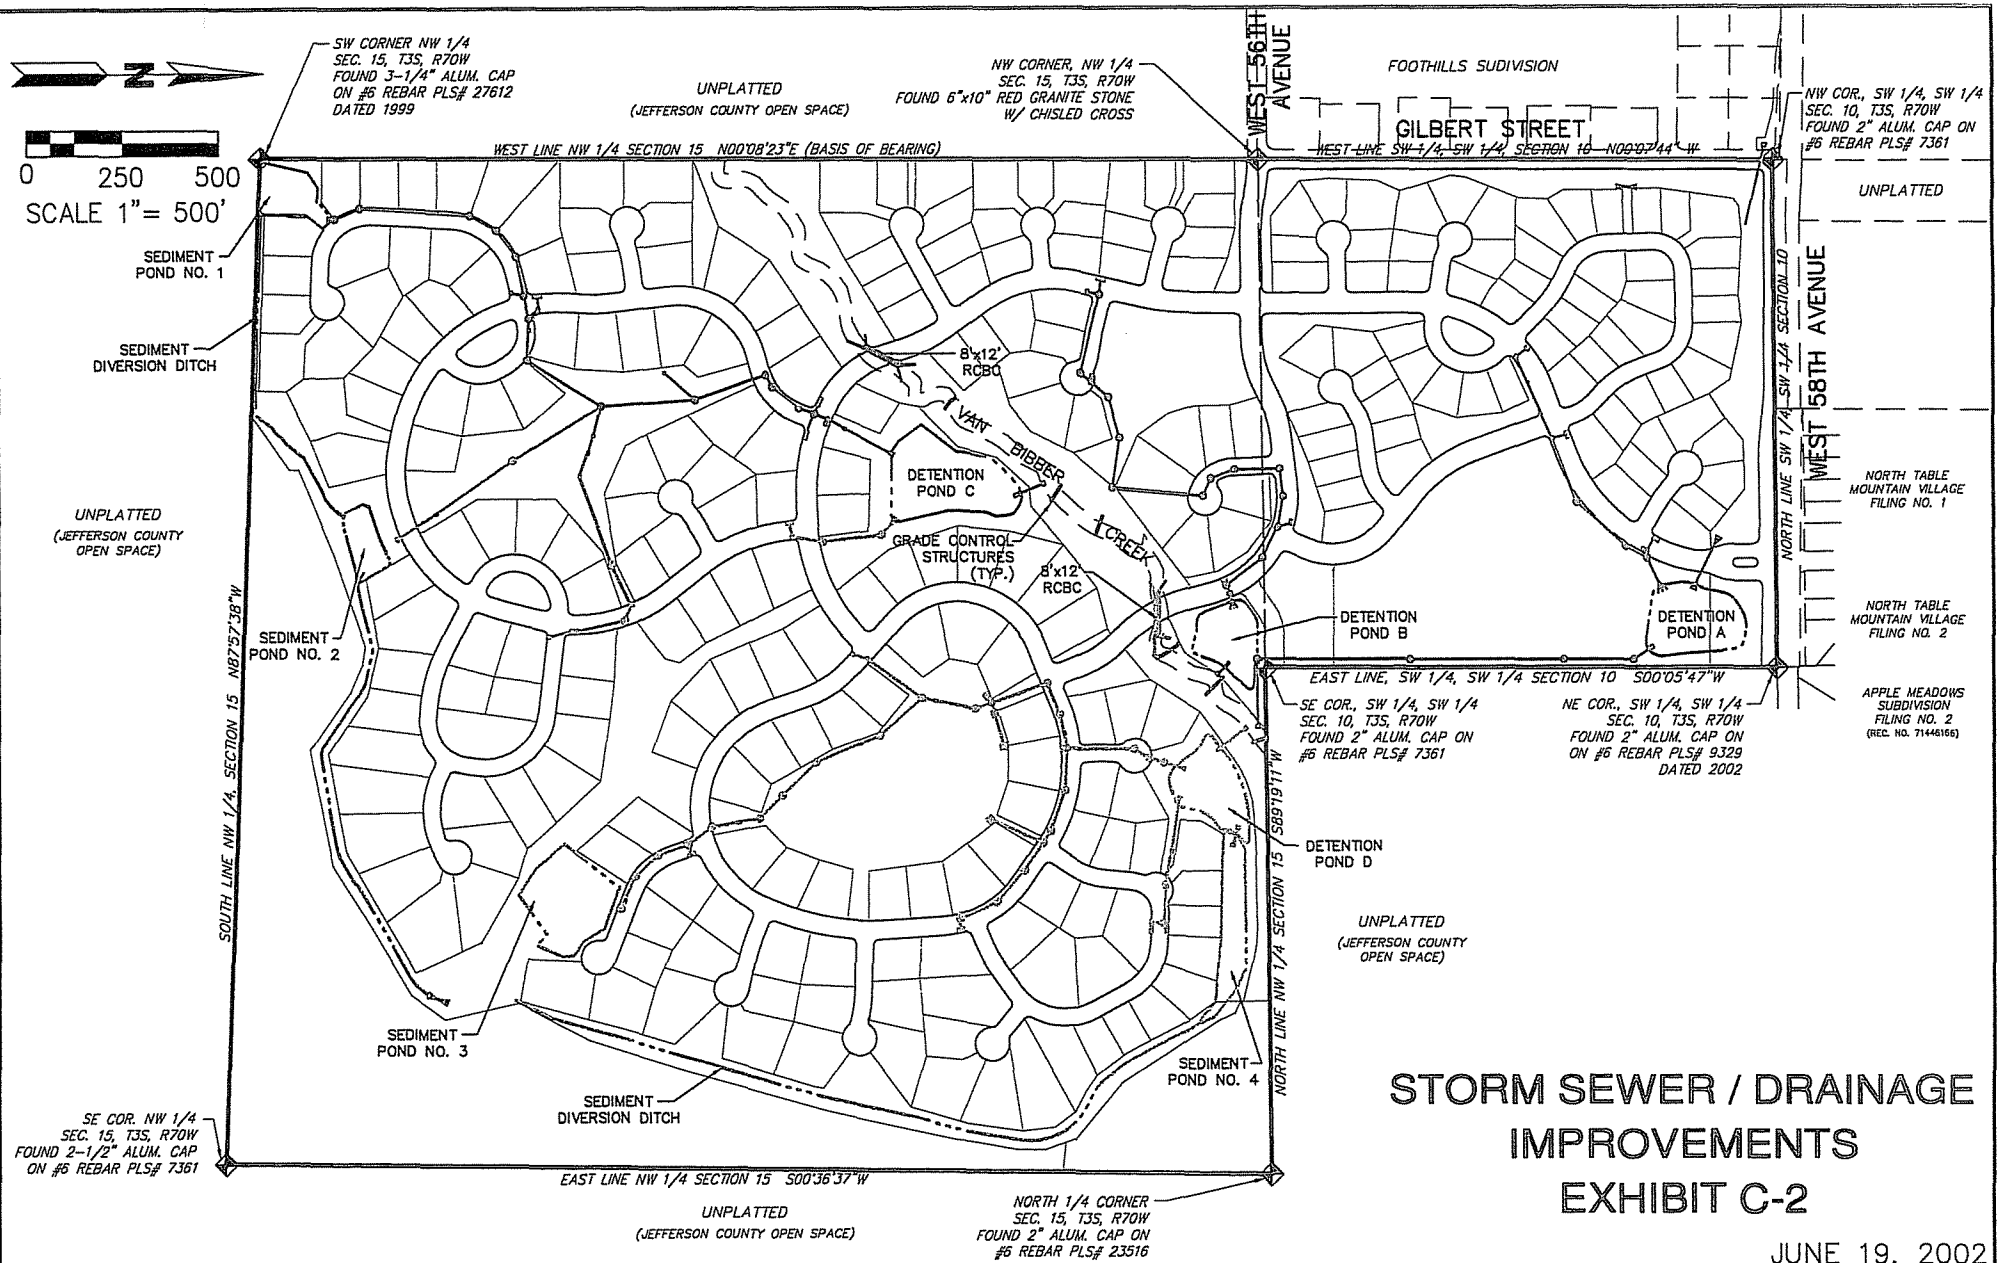 SW CORNER NW 1/4
SEC. 15, T3S, R70W
FOUND 3-1/4" ALUM. CAP
ON #6 REBAR PLS# 27612
DATED 1999
N
0 250 500
SCALE 1"= 500'
UNPLATTED
(JEFFERSON COUNTY OPEN SPACE)
NW CORNER, NW 1/4
SEC. 15, T3S, R70W
FOUND 6"x10" RED GRANITE STONE
W/ CHISLED CROSS
WEST 56TH
AVENUE
FOOTHILLS SUDIVISION
GILBERT STREET
NW COR., SW 1/4, SW 1/4
SEC. 10, T3S, R70W
FOUND 2" ALUM. CAP ON
#6 REBAR PLS# 7361
WEST LINE NW 1/4 SECTION 15 N00°08'23"E (BASIS OF BEARING)
WEST LINE SW 1/4, SW 1/4, SECTION 10 N00°07'44" W
UNPLATTED
SEDIMENT
POND NO. 1
SEDIMENT
DIVERSION DITCH
NORTH LINE SW 1/4, SW 1/4 SECTION 10
WEST 58TH AVENUE
8'x12'
RCBC
VAN BIBBER CREEK
DETENTION
POND C
GRADE CONTROL
STRUCTURES
(TYP.)
8'x12'
RCBC
UNPLATTED
(JEFFERSON COUNTY
OPEN SPACE)
NORTH TABLE
MOUNTAIN VILLAGE
FILING NO. 1
SEDIMENT
POND NO. 2
DETENTION
POND B
DETENTION
POND A
NORTH TABLE
MOUNTAIN VILLAGE
FILING NO. 2
EAST LINE, SW 1/4, SW 1/4 SECTION 10 S00°05'47"W
SE COR., SW 1/4, SW 1/4
SEC. 10, T3S, R70W
FOUND 2" ALUM. CAP ON
#6 REBAR PLS# 7361
NE COR., SW 1/4, SW 1/4
SEC. 10, T3S, R70W
FOUND 2" ALUM. CAP ON
ON #6 REBAR PLS# 9329
DATED 2002
APPLE MEADOWS
SUBDIVISION
FILING NO. 2
(REC. NO. 71446166)
SOUTH LINE NW 1/4, SECTION 15 N87°57'38"W
NORTH LINE NW 1/4 SECTION 15 S89°19'11"W
DETENTION
POND D
UNPLATTED
(JEFFERSON COUNTY
OPEN SPACE)
SEDIMENT
POND NO. 3
SEDIMENT
DIVERSION DITCH
SEDIMENT
POND NO. 4
SE COR. NW 1/4
SEC. 15, T3S, R70W
FOUND 2-1/2" ALUM. CAP
ON #6 REBAR PLS# 7361
EAST LINE NW 1/4 SECTION 15 S00°36'37"W
UNPLATTED
(JEFFERSON COUNTY OPEN SPACE)
NORTH 1/4 CORNER
SEC. 15, T3S, R70W
FOUND 2" ALUM. CAP ON
#6 REBAR PLS# 23516
STORM SEWER / DRAINAGE
IMPROVEMENTS
EXHIBIT C-2
JUNE 19, 2002